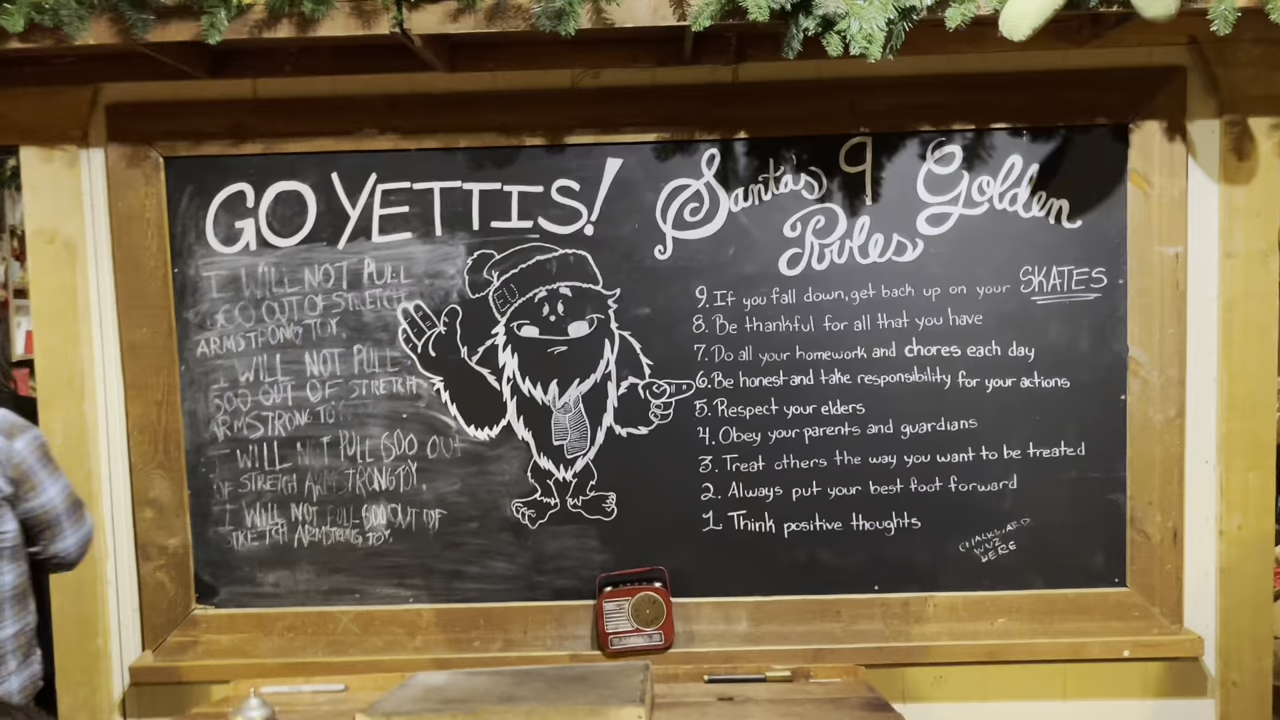 GO YETTIS!
I WILL NOT PULL
GOO OUT OF STRETCH
ARMSTRONG TOY.
I WILL NOT PULL
GOO OUT OF STRETCH
ARMSTRONG TOY.
I WILL NOT PULL GOO OUT
OF STRETCH ARMSTRONG TOY.
I WILL NOT PULL GOO OUT OF
STRETCH ARMSTRONG TOY.
EU
Santa's 9 Golden
Rules
9. If you fall down, get back up on your SKATES
8. Be thankful for all that you have
7. Do all your homework and chores each day
6. Be honest and take responsibility for your actions
5. Respect your elders
4. Obey your parents and guardians
3. Treat others the way you want to be treated
2. Always put your best foot forward
1. Think positive thoughts
CHALKWARD
WUZ
HERE